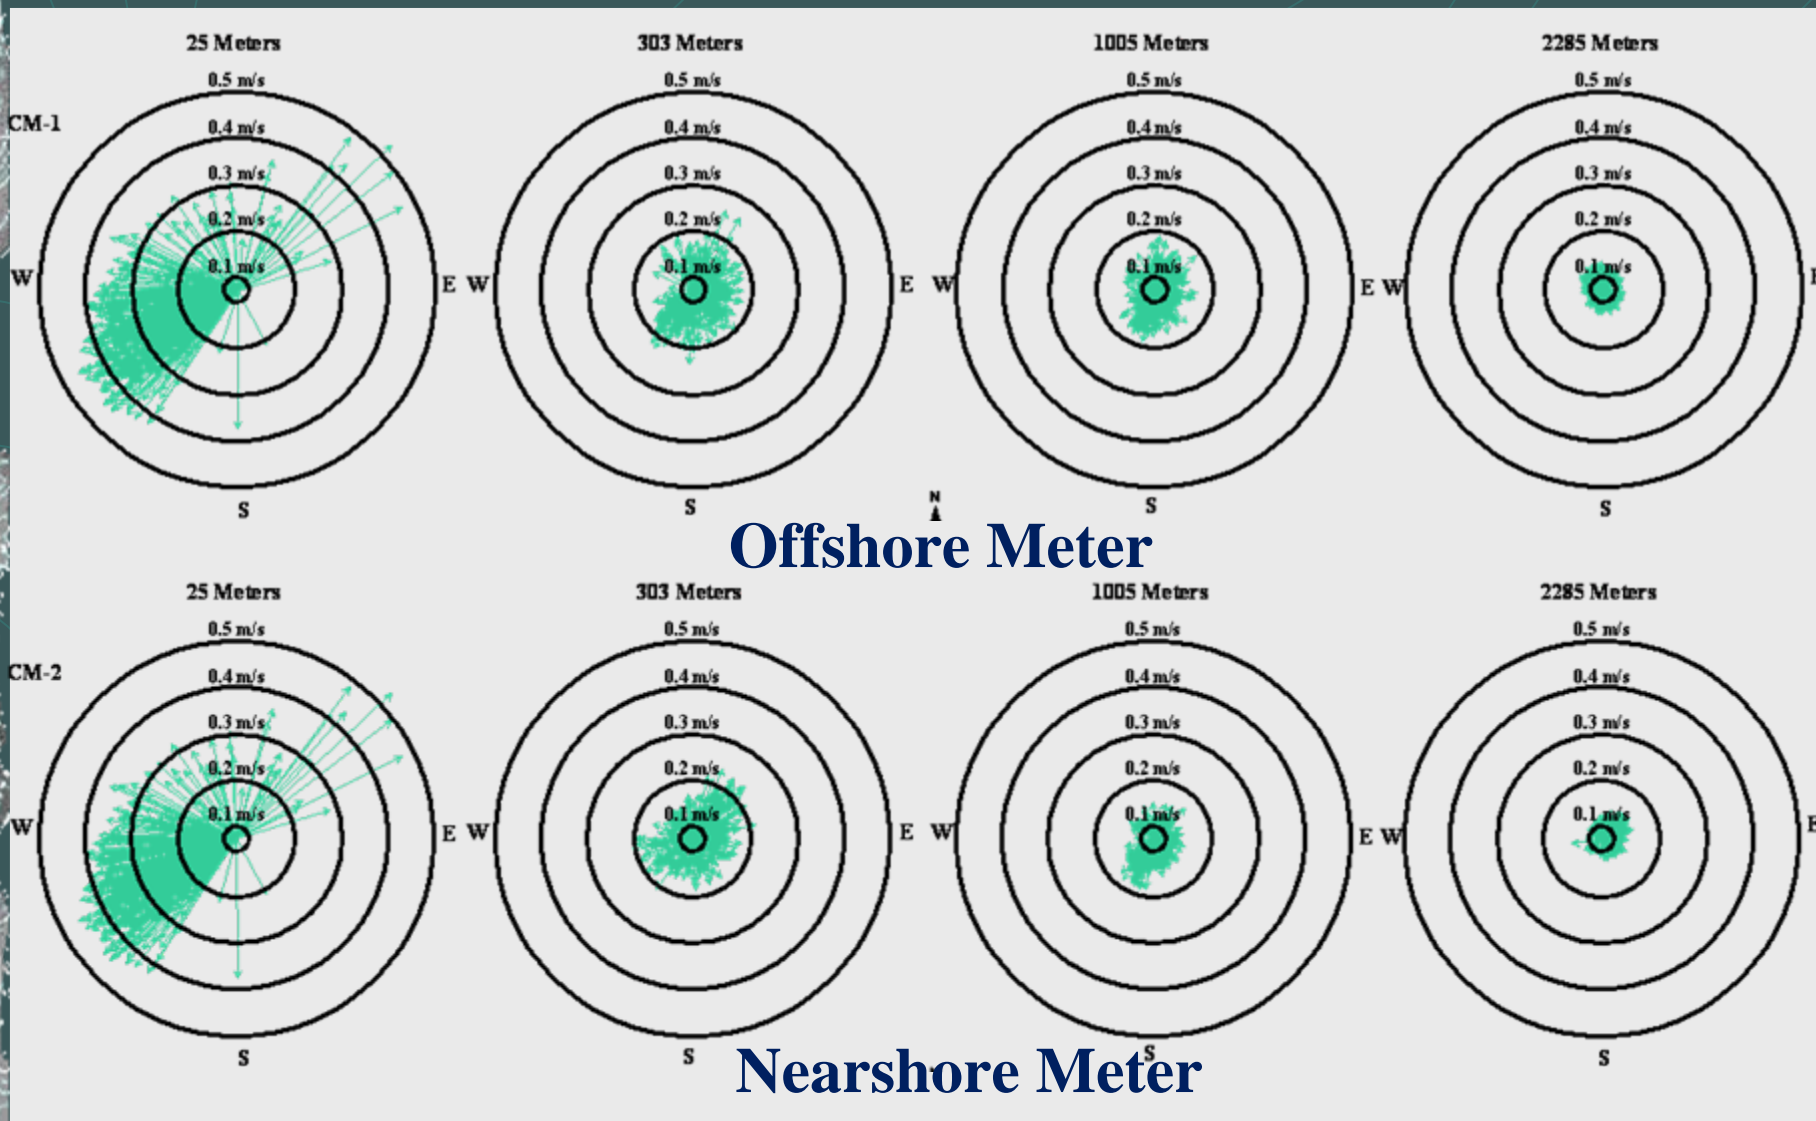 25 Meters 303 Meters 1005 Meters 2285 Meters
0.5 m/s 0.5 m/s 0.5 m/s 0.5 m/s
CM-1
0.4 m/s 0.4 m/s 0.4 m/s 0.4 m/s
0.3 m/s 0.3 m/s 0.3 m/s 0.3 m/s
0.2 m/s 0.2 m/s 0.2 m/s 0.2 m/s
0.1 m/s 0.1 m/s 0.1 m/s 0.1 m/s
W E W E W E W E
S S S S
N
Offshore Meter
25 Meters 303 Meters 1005 Meters 2285 Meters
0.5 m/s 0.5 m/s 0.5 m/s 0.5 m/s
CM-2
0.4 m/s 0.4 m/s 0.4 m/s 0.4 m/s
0.3 m/s 0.3 m/s 0.3 m/s 0.3 m/s
0.2 m/s 0.2 m/s 0.2 m/s 0.2 m/s
0.1 m/s 0.1 m/s 0.1 m/s 0.1 m/s
W E W E W E W E
S S S S
Nearshore Meter